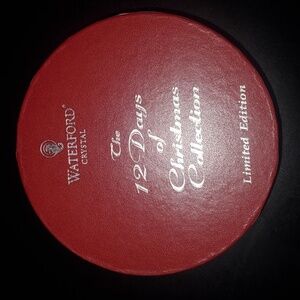 WATERFORD®
CRYSTAL
The
12 Days
of
Christmas
Collection
Limited Edition